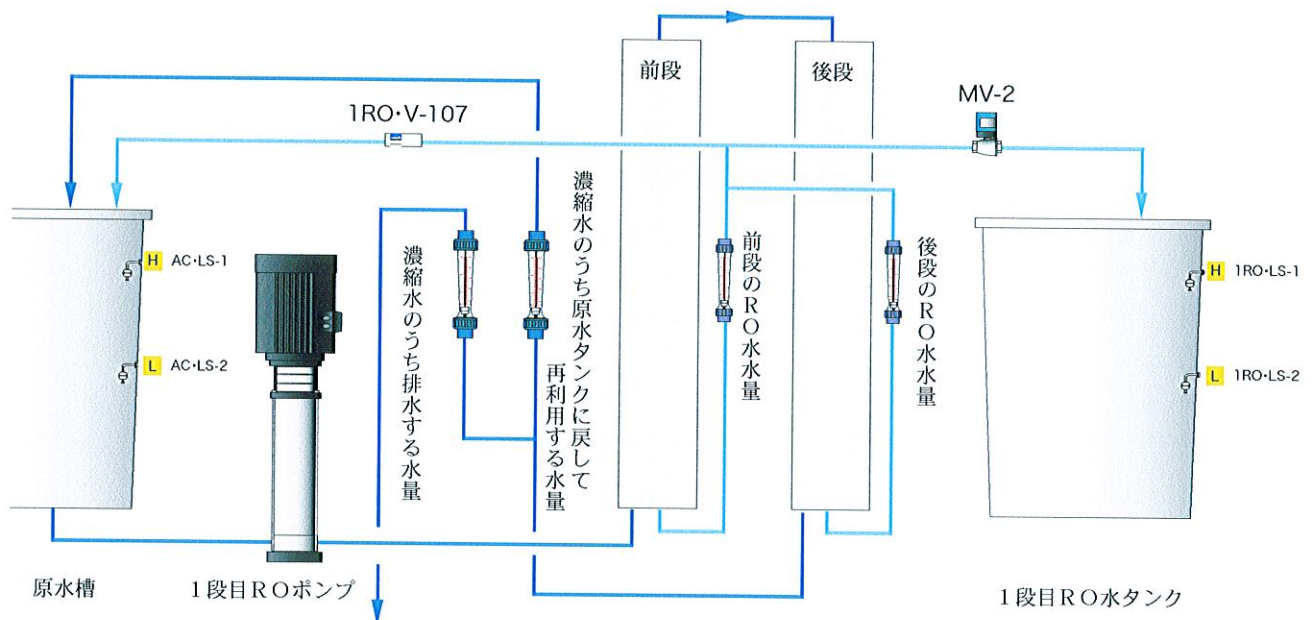 前段
後段
MV-2
1RO・V-107
H AC・LS-1
L AC・LS-2
濃縮水のうち排水する水量
濃縮水のうち原水タンクに戻して
再利用する水量
前段のRO水水量
後段のRO水水量
H 1RO・LS-1
L 1RO・LS-2
原水槽
1段目ROポンプ
1段目RO水タンク